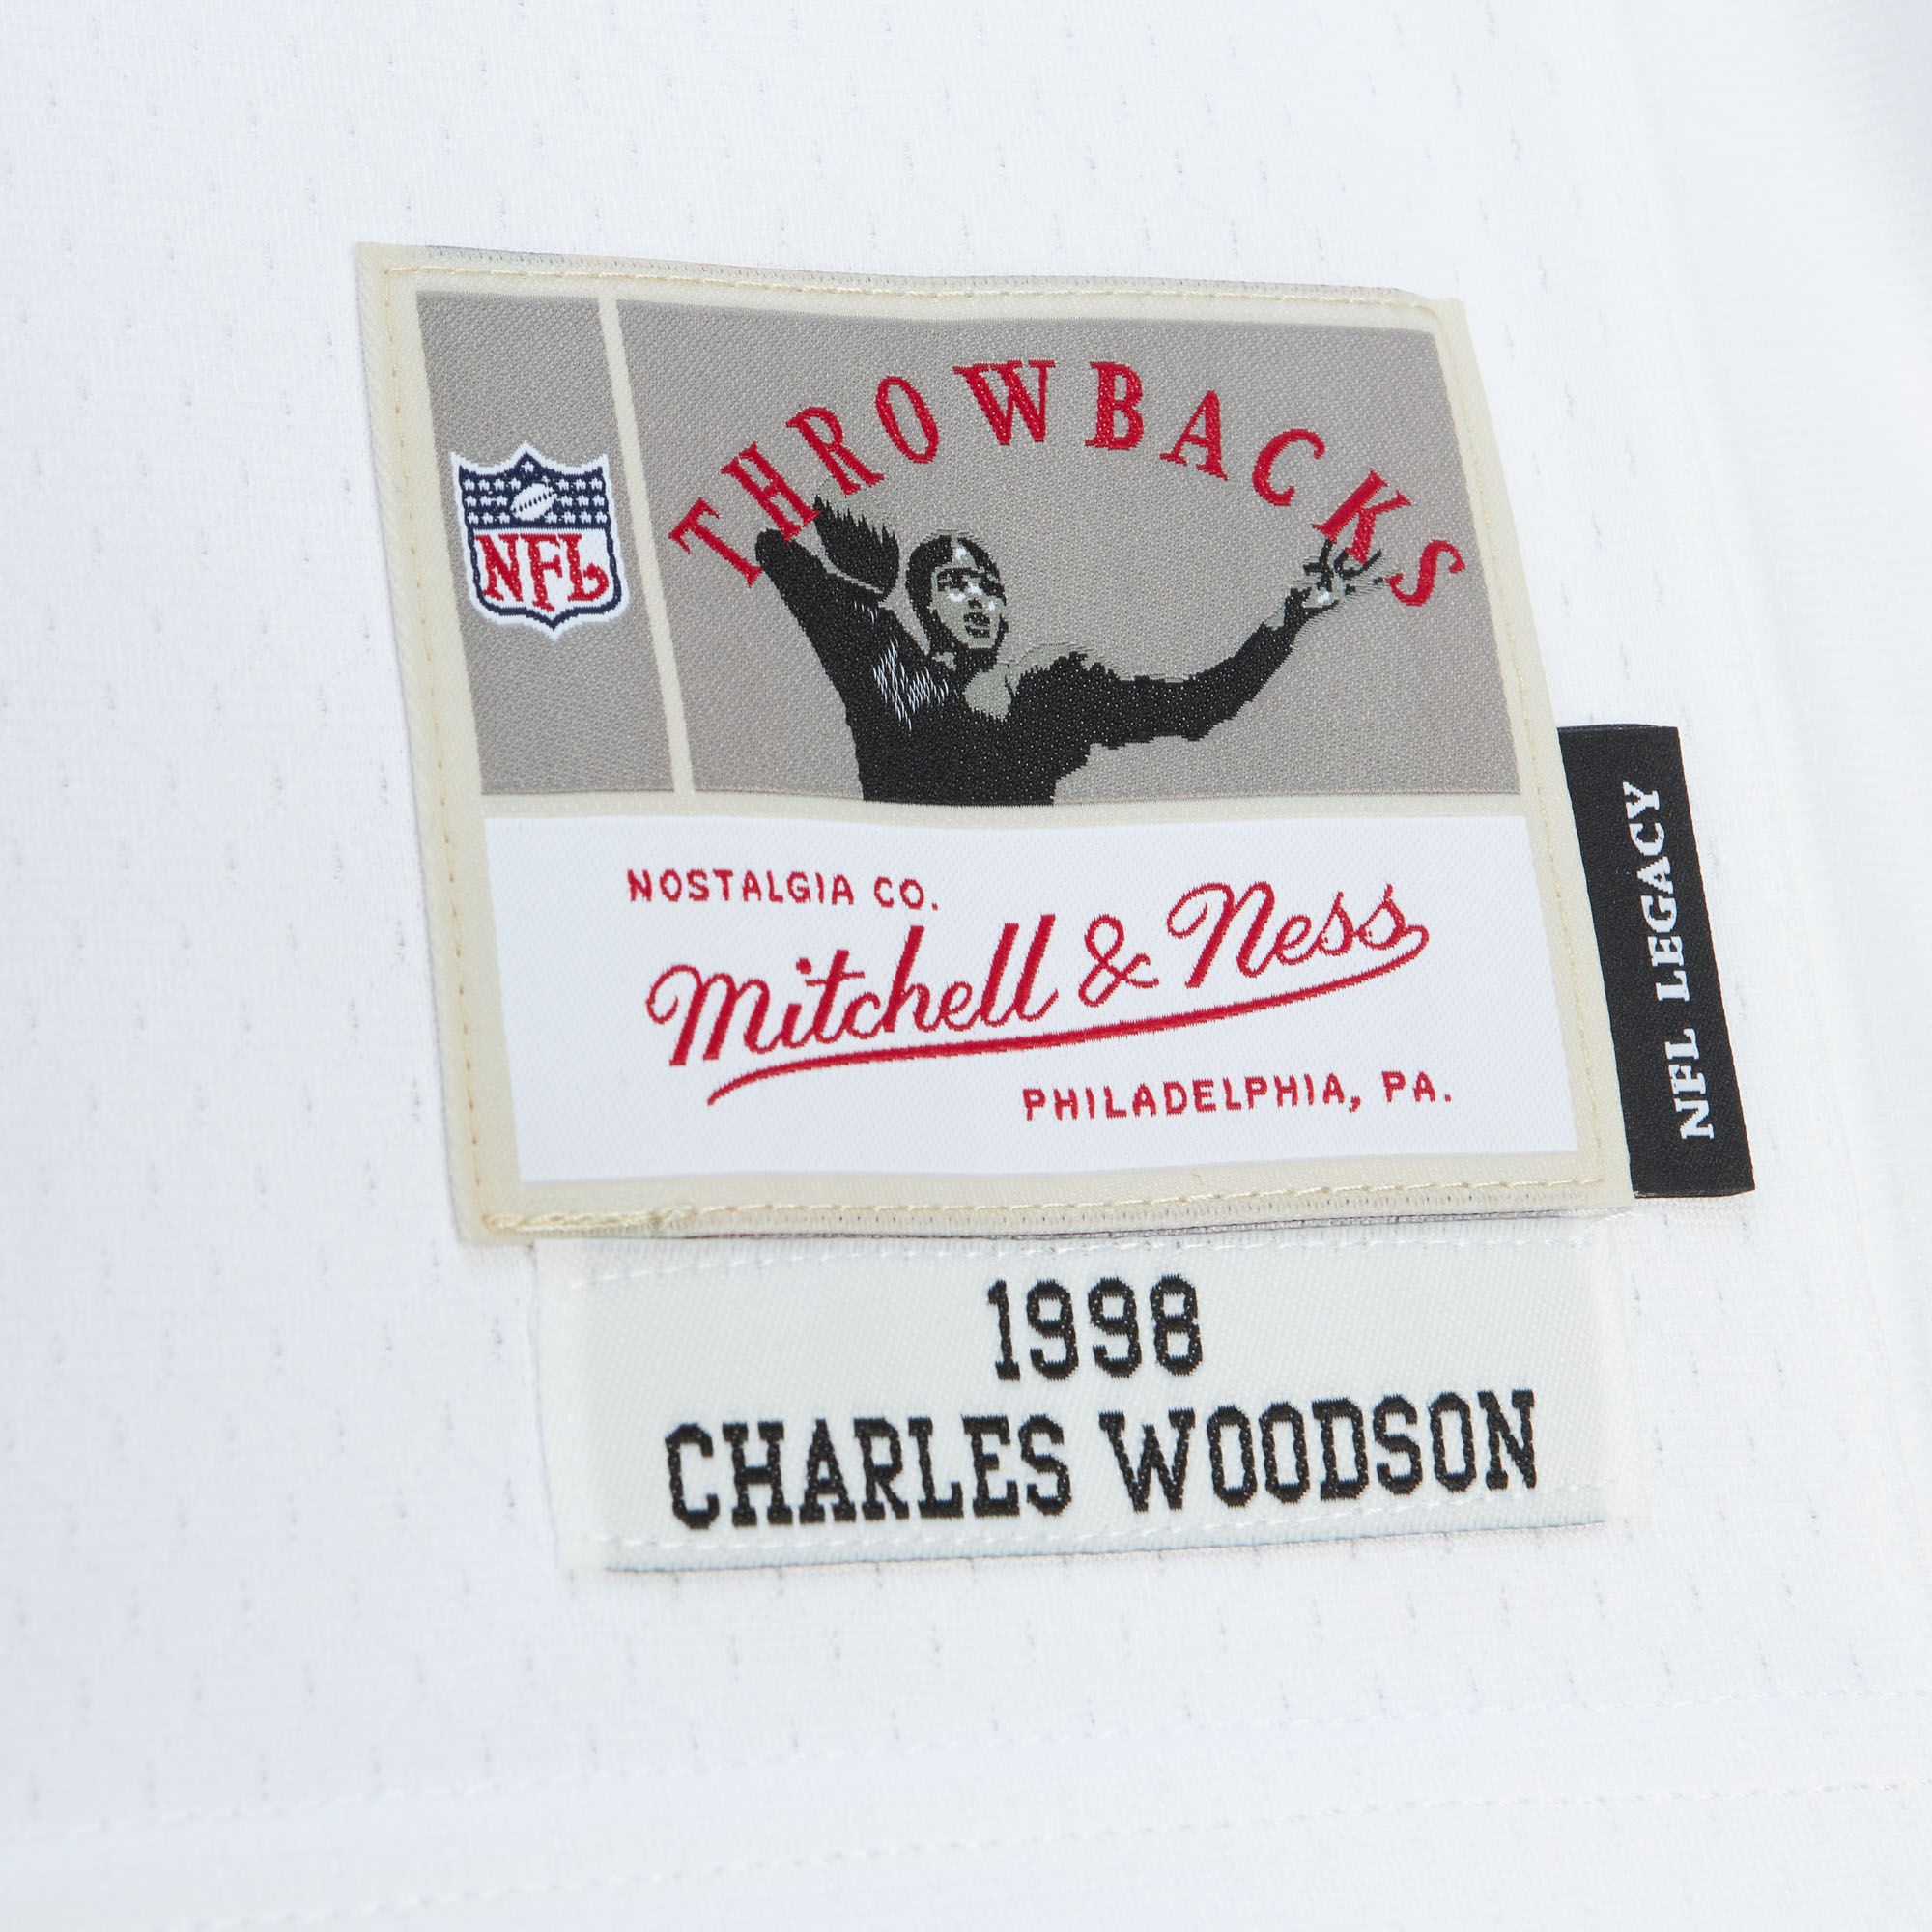 THROWBACKS
NFL
NOSTALGIA CO.
Mitchell & Ness
PHILADELPHIA, PA.
NFL LEGACY
1998
CHARLES WOODSON